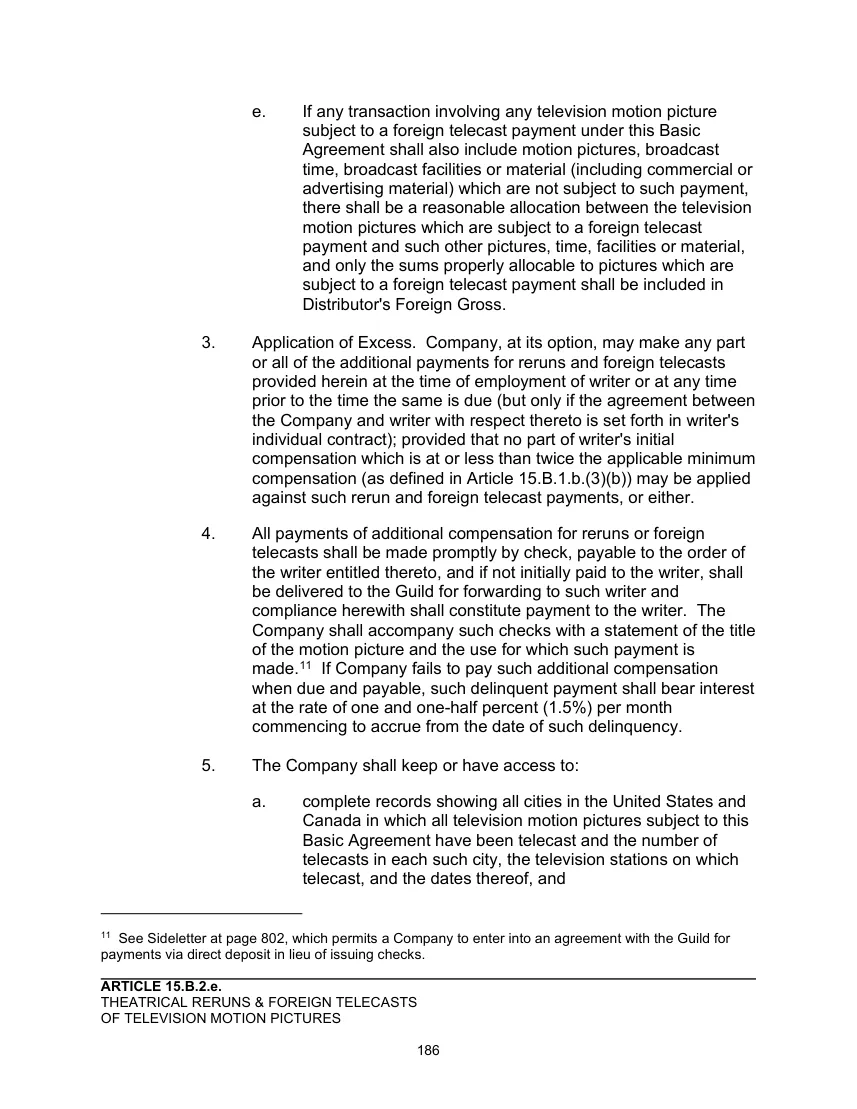 e. If any transaction involving any television motion picture
subject to a foreign telecast payment under this Basic
Agreement shall also include motion pictures, broadcast
time, broadcast facilities or material (including commercial or
advertising material) which are not subject to such payment,
there shall be a reasonable allocation between the television
motion pictures which are subject to a foreign telecast
payment and such other pictures, time, facilities or material,
and only the sums properly allocable to pictures which are
subject to a foreign telecast payment shall be included in
Distributor's Foreign Gross.
3. Application of Excess.  Company, at its option, may make any part
or all of the additional payments for reruns and foreign telecasts
provided herein at the time of employment of writer or at any time
prior to the time the same is due (but only if the agreement between
the Company and writer with respect thereto is set forth in writer's
individual contract); provided that no part of writer's initial
compensation which is at or less than twice the applicable minimum
compensation (as defined in Article 15.B.1.b.(3)(b)) may be applied
against such rerun and foreign telecast payments, or either.
4. All payments of additional compensation for reruns or foreign
telecasts shall be made promptly by check, payable to the order of
the writer entitled thereto, and if not initially paid to the writer, shall
be delivered to the Guild for forwarding to such writer and
compliance herewith shall constitute payment to the writer.  The
Company shall accompany such checks with a statement of the title
of the motion picture and the use for which such payment is
made.11  If Company fails to pay such additional compensation
when due and payable, such delinquent payment shall bear interest
at the rate of one and one-half percent (1.5%) per month
commencing to accrue from the date of such delinquency.
5. The Company shall keep or have access to:
a. complete records showing all cities in the United States and
Canada in which all television motion pictures subject to this
Basic Agreement have been telecast and the number of
telecasts in each such city, the television stations on which
telecast, and the dates thereof, and
11  See Sideletter at page 802, which permits a Company to enter into an agreement with the Guild for
payments via direct deposit in lieu of issuing checks.
ARTICLE 15.B.2.e.
THEATRICAL RERUNS & FOREIGN TELECASTS
OF TELEVISION MOTION PICTURES
186